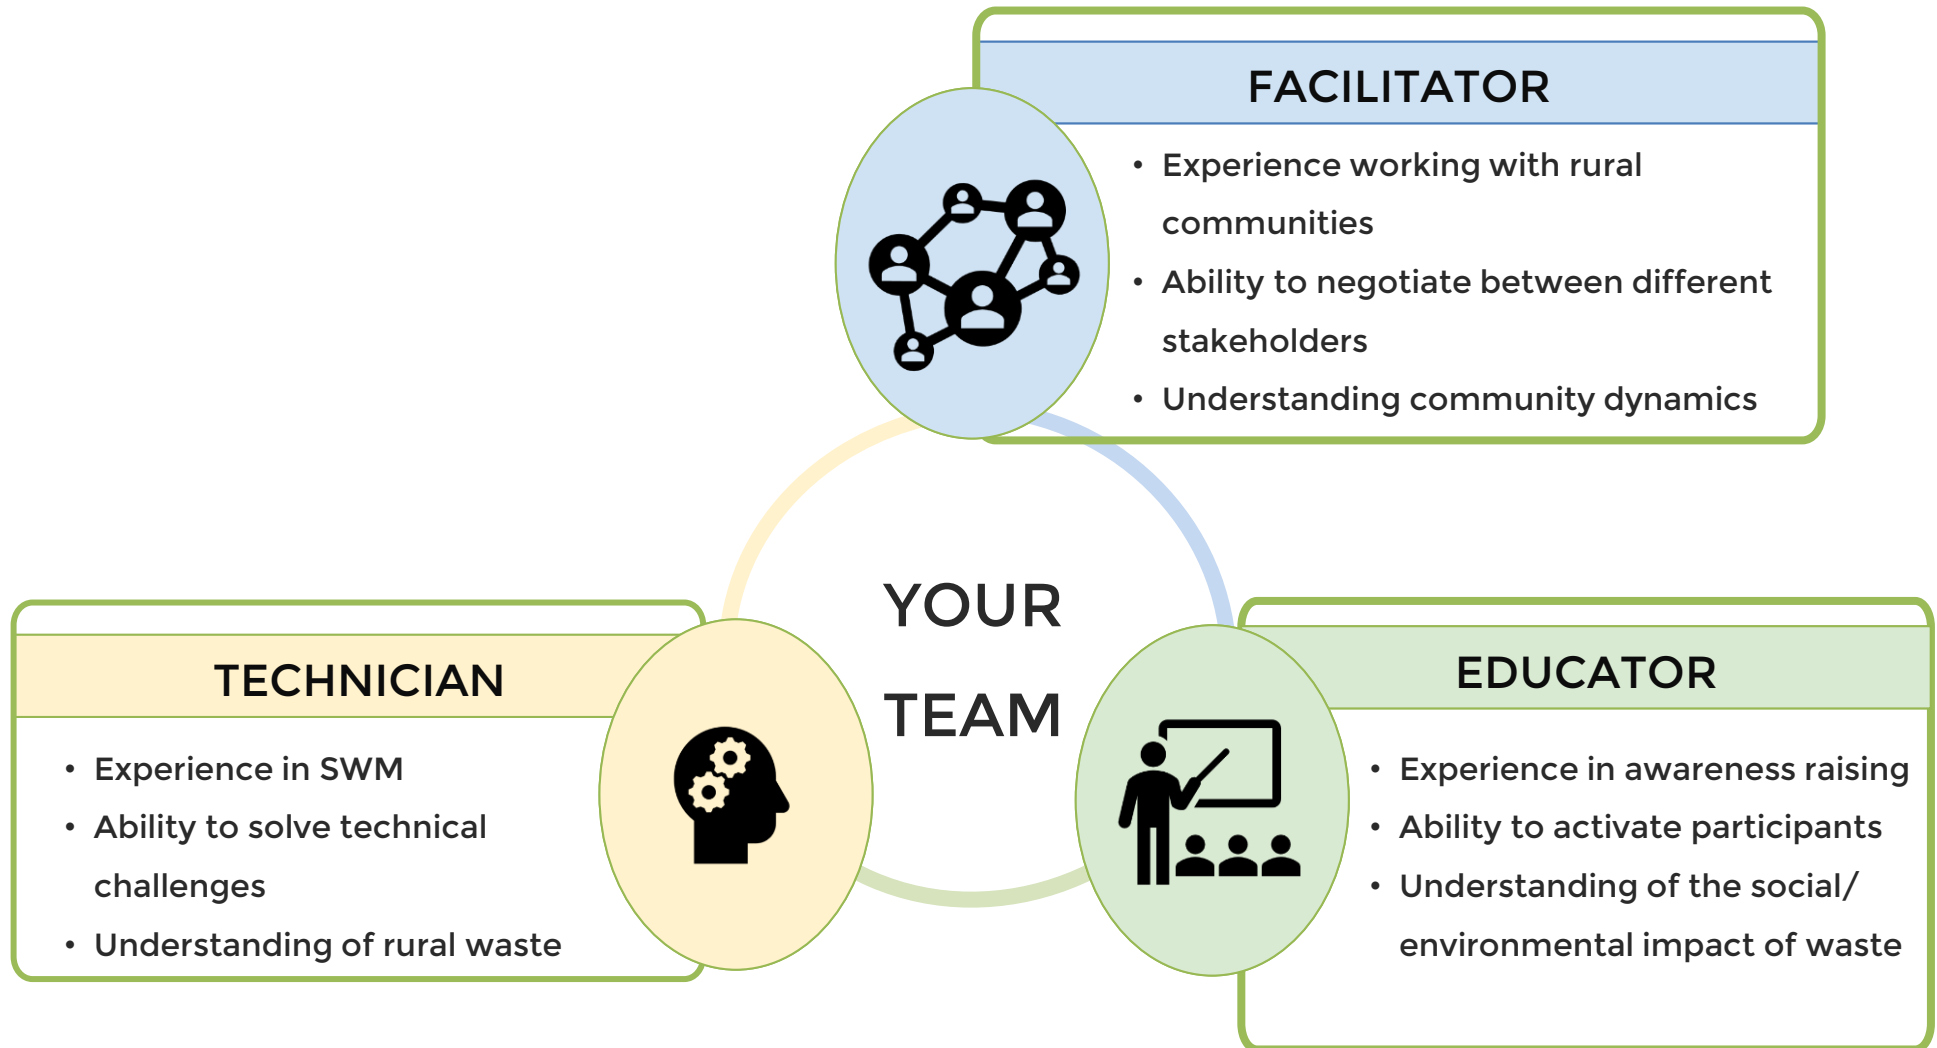 FACILITATOR
• Experience working with rural
communities
• Ability to negotiate between different
stakeholders
• Understanding community dynamics
YOUR
TEAM
TECHNICIAN
• Experience in SWM
• Ability to solve technical
challenges
• Understanding of rural waste
EDUCATOR
• Experience in awareness raising
• Ability to activate participants
• Understanding of the social/
environmental impact of waste